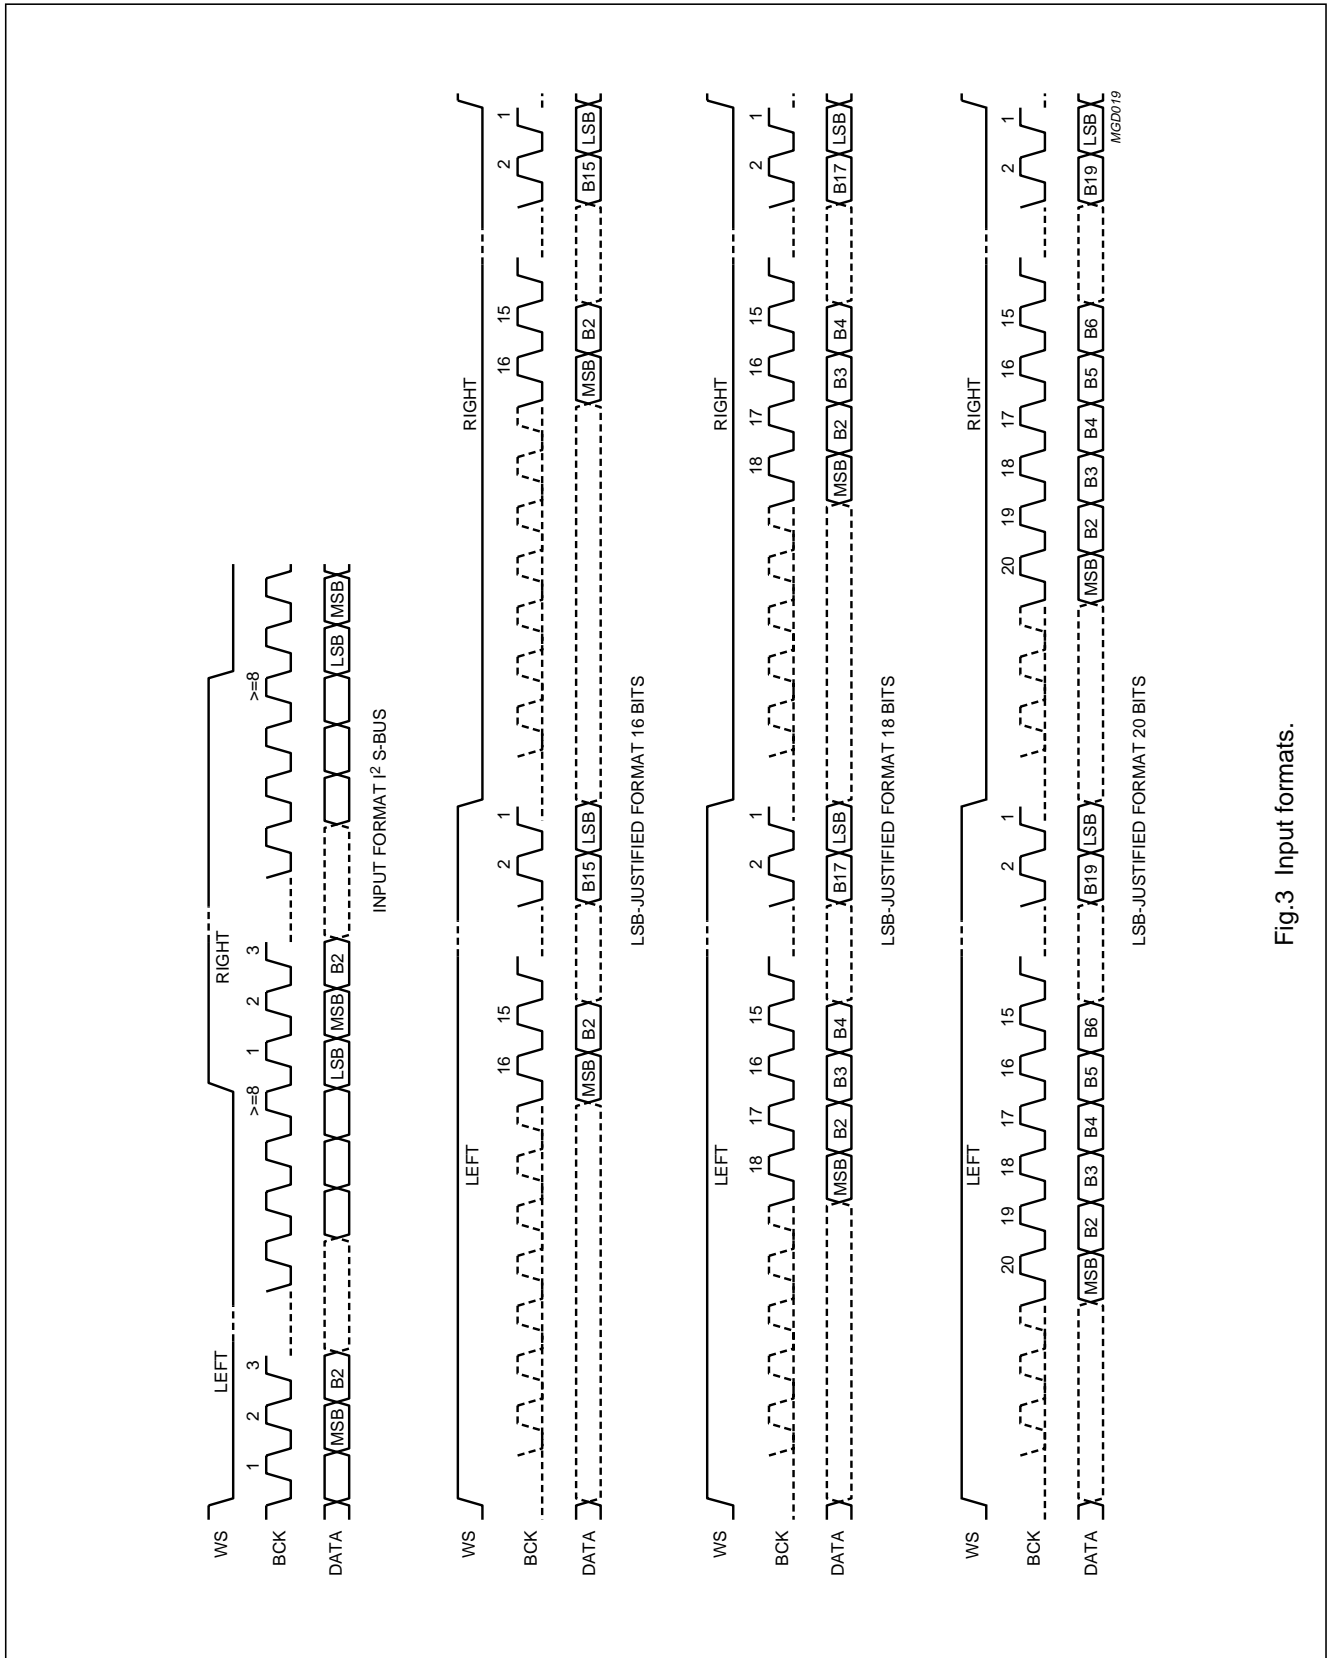 WS LEFT RIGHT
1 2 3 >=8 1 2 3 >=8
BCK
DATA MSB B2 LSB MSB B2 LSB MSB
INPUT FORMAT I² S-BUS
WS LEFT RIGHT
16 15 2 1 16 15 2 1
BCK
DATA MSB B2 B15 LSB MSB B2 B15 LSB
LSB-JUSTIFIED FORMAT 16 BITS
WS LEFT RIGHT
18 17 16 15 2 1 18 17 16 15 2 1
BCK
DATA MSB B2 B3 B4 B17 LSB MSB B2 B3 B4 B17 LSB
LSB-JUSTIFIED FORMAT 18 BITS
WS LEFT RIGHT
20 19 18 17 16 15 2 1 20 19 18 17 16 15 2 1
BCK
DATA MSB B2 B3 B4 B5 B6 B19 LSB MSB B2 B3 B4 B5 B6 B19 LSB
MGD019
LSB-JUSTIFIED FORMAT 20 BITS
Fig.3 Input formats.